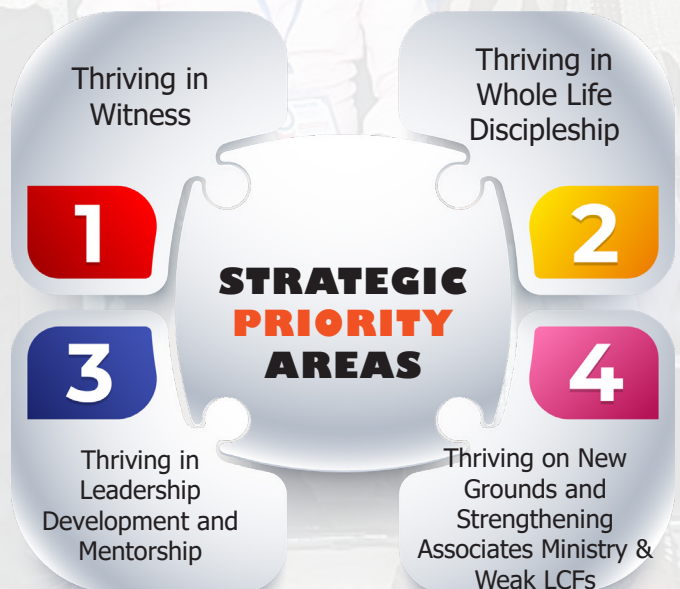 Thriving in
Witness
1
Thriving in
Whole Life
Discipleship
2
STRATEGIC
PRIORITY
AREAS
3
Thriving in
Leadership
Development and
Mentorship
4
Thriving on New
Grounds and
Strengthening
Associates Ministry &
Weak LCFs